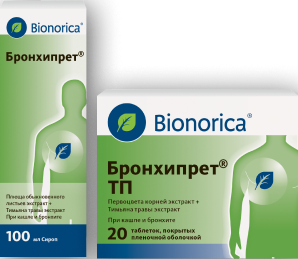 Bionorica®
Бронхипрет®
Плюща обыкновенного
листьев экстракт +
Тимьяна травы экстракт
При кашле и бронхите
100 мл Сироп
Bionorica®
Бронхипрет®
ТП
Первоцвета корней экстракт +
Тимьяна травы экстракт
При кашле и бронхите
20 таблеток, покрытых
пленочной оболочкой